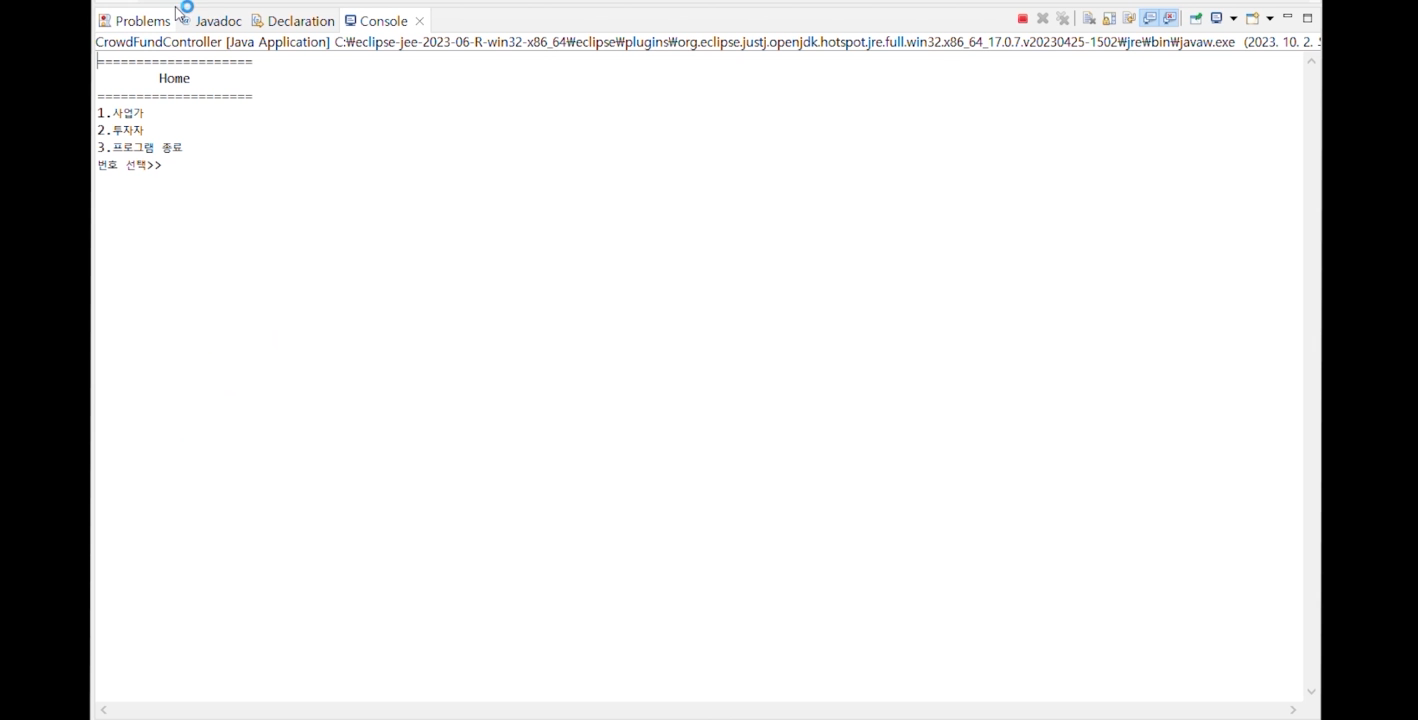 Problems Javadoc Declaration Console
CrowdFundController [Java Application] C:₩eclipse-jee-2023-06-R-win32-x86_64₩eclipse₩plugins₩org.eclipse.justj.openjdk.hotspot.jre.full.win32.x86_64_17.0.7.v20230425-1502₩jre₩bin₩javaw.exe (2023. 10. 2.
====================
Home
====================
1.사업가
2.투자자
3.프로그램 종료
번호 선택>>